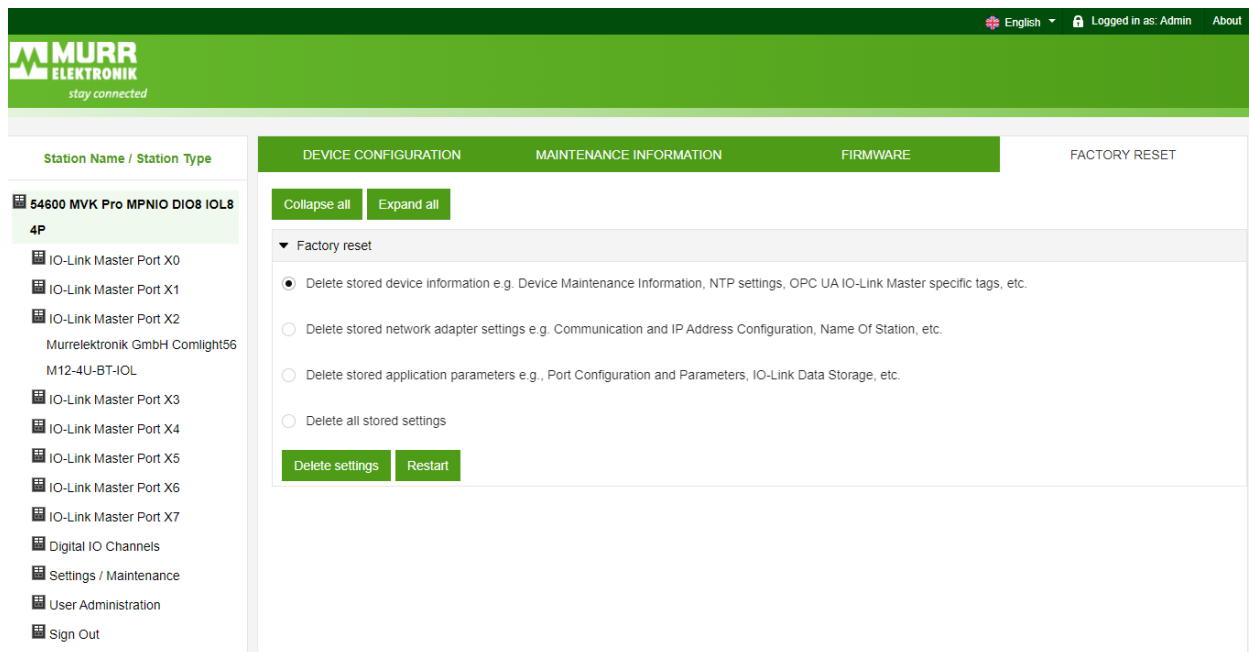 English
Logged in as: Admin
About
MURR
ELEKTRONIK
stay connected
Station Name / Station Type
54600 MVK Pro MPNIO DIO8 IOL8
4P
IO-Link Master Port X0
IO-Link Master Port X1
IO-Link Master Port X2
Murrelektronik GmbH Comlight56
M12-4U-BT-IOL
IO-Link Master Port X3
IO-Link Master Port X4
IO-Link Master Port X5
IO-Link Master Port X6
IO-Link Master Port X7
Digital IO Channels
Settings / Maintenance
User Administration
Sign Out
DEVICE CONFIGURATION
MAINTENANCE INFORMATION
FIRMWARE
FACTORY RESET
Collapse all
Expand all
Factory reset
Delete stored device information e.g. Device Maintenance Information, NTP settings, OPC UA IO-Link Master specific tags, etc.
Delete stored network adapter settings e.g. Communication and IP Address Configuration, Name Of Station, etc.
Delete stored application parameters e.g., Port Configuration and Parameters, IO-Link Data Storage, etc.
Delete all stored settings
Delete settings
Restart